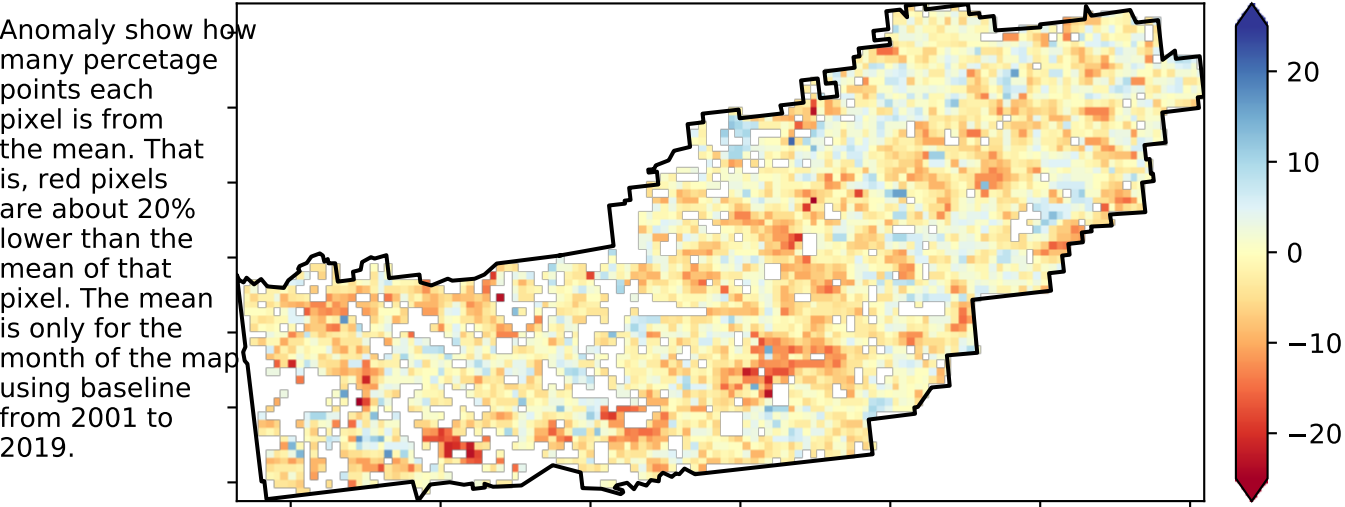 Anomaly show how
many percetage
points each
pixel is from
the mean. That
is, red pixels
are about 20%
lower than the
mean of that
pixel. The mean
is only for the
month of the map
using baseline
from 2001 to
2019.
20
10
0
−10
−20